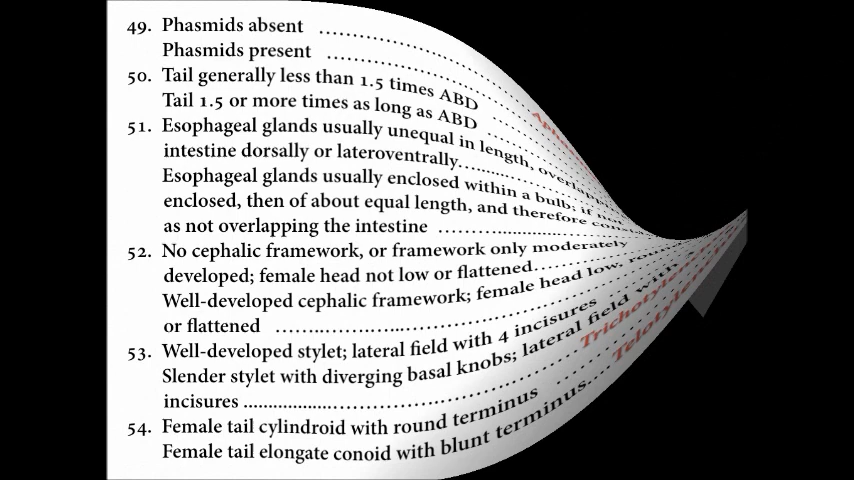 49. Phasmids absent ....................
Phasmids present ....................
50. Tail generally less than 1.5 times ABD
Tail 1.5 or more times as long as ABD ..........
51. Esophageal glands usually unequal in length,
intestine dorsally or lateroventrally..........
Esophageal glands usually enclosed within a bulb; if not
enclosed, then of about equal length, and therefore
as not overlapping the intestine ....................
52. No cephalic framework, or framework only moderately
developed; female head not low or flattened..........
Well-developed cephalic framework; female head low,
or flattened ....................
53. Well-developed stylet; lateral field with 4 incisures
Slender stylet with diverging basal knobs; lateral field with
incisures ....................
54. Female tail cylindroid with round terminus
Female tail elongate conoid with blunt terminus....